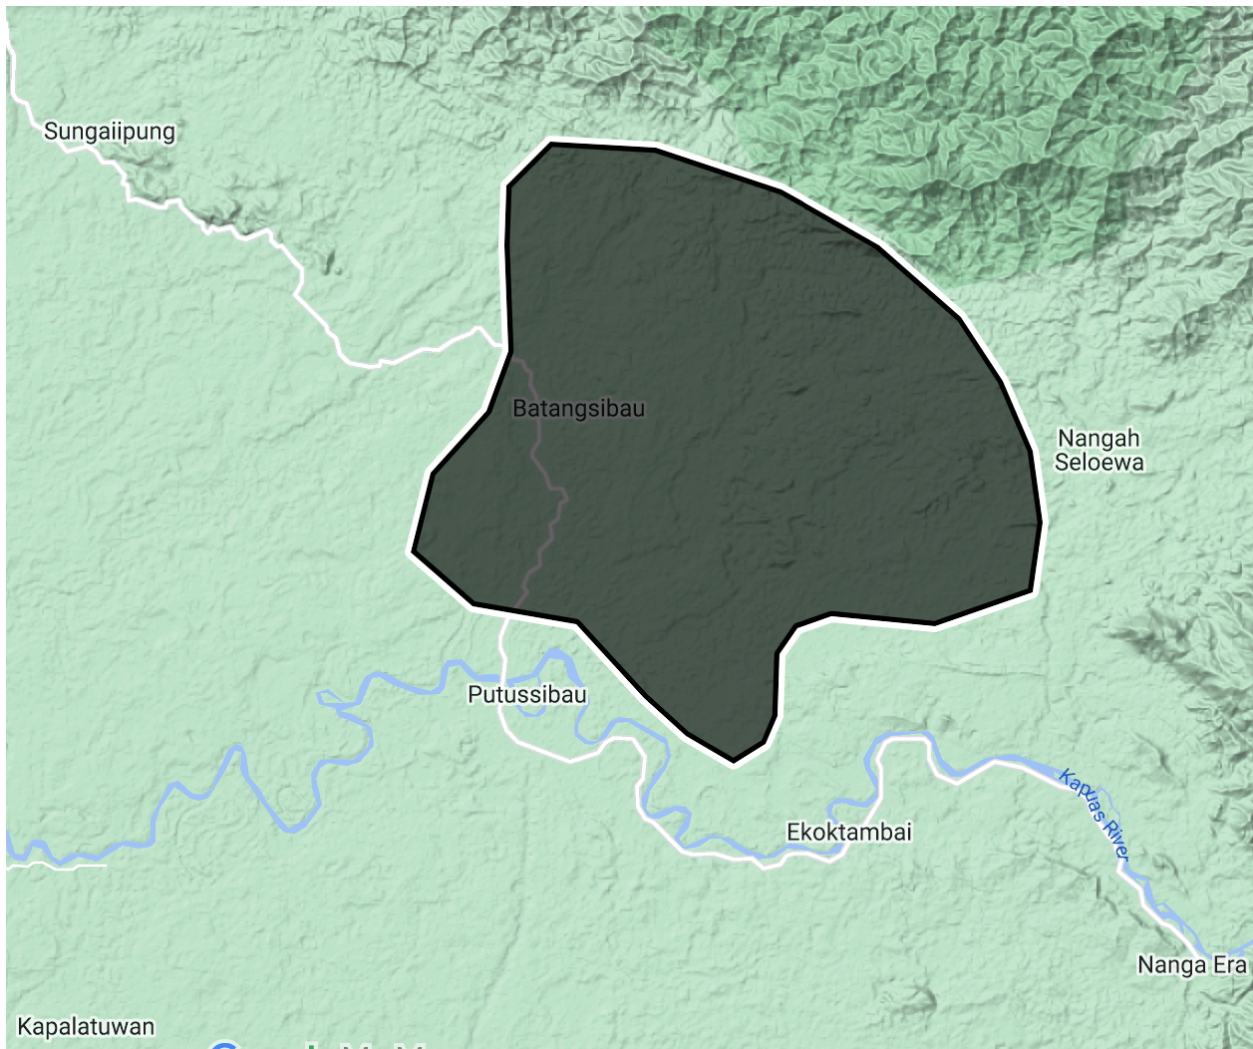 Sungaiipung
Batangsibau
Nangah
Seloewa
Putussibau
Kapuas River
Ekoktambai
Nanga Era
Kapalatuwan